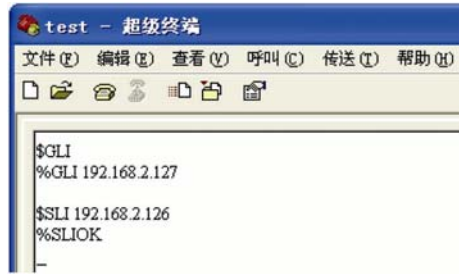 test - 超级终端
文件(F) 编辑(E) 查看(V) 呼叫(C) 传送(T) 帮助(H)
$GLI
%GLI 192.168.2.127
$SLI 192.168.2.126
%SLIOK